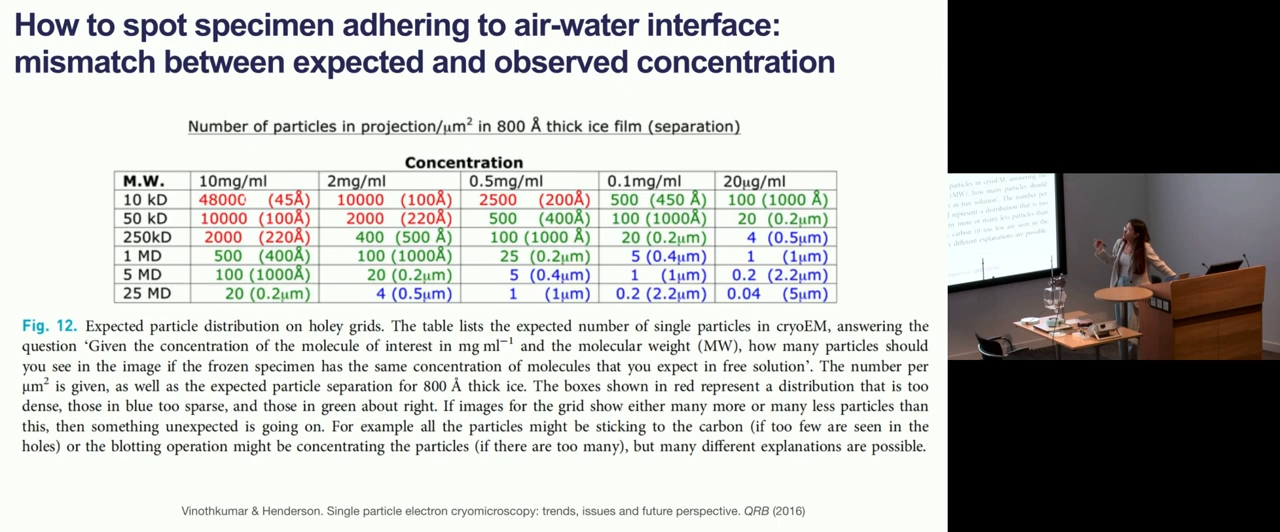 How to spot specimen adhering to air-water interface:
mismatch between expected and observed concentration
Number of particles in projection/μm² in 800 Å thick ice film (separation)
Concentration
M.W. 10mg/ml 2mg/ml 0.5mg/ml 0.1mg/ml 20μg/ml
10 kD 48000 (45Å) 10000 (100Å) 2500 (200Å) 500 (450 Å) 100 (1000 Å)
50 kD 10000 (100Å) 2000 (220Å) 500 (400Å) 100 (1000Å) 20 (0.2μm)
250kD 2000 (220Å) 400 (500 Å) 100 (1000 Å) 20 (0.2μm) 4 (0.5μm)
1 MD 500 (400Å) 100 (1000Å) 25 (0.2μm) 5 (0.4μm) 1 (1μm)
5 MD 100 (1000Å) 20 (0.2μm) 5 (0.4μm) 1 (1μm) 0.2 (2.2μm)
25 MD 20 (0.2μm) 4 (0.5μm) 1 (1μm) 0.2 (2.2μm) 0.04 (5μm)
Fig. 12. Expected particle distribution on holey grids. The table lists the expected number of single particles in cryoEM, answering the
question ‘Given the concentration of the molecule of interest in mg ml⁻¹ and the molecular weight (MW), how many particles should
you see in the image if the frozen specimen has the same concentration of molecules that you expect in free solution’. The number per
μm² is given, as well as the expected particle separation for 800 Å thick ice. The boxes shown in red represent a distribution that is too
dense, those in blue too sparse, and those in green about right. If images for the grid show either many more or many less particles than
this, then something unexpected is going on. For example all the particles might be sticking to the carbon (if too few are seen in the
holes) or the blotting operation might be concentrating the particles (if there are too many), but many different explanations are possible.
Vinothkumar & Henderson. Single particle electron cryomicroscopy: trends, issues and future perspective. QRB (2016)